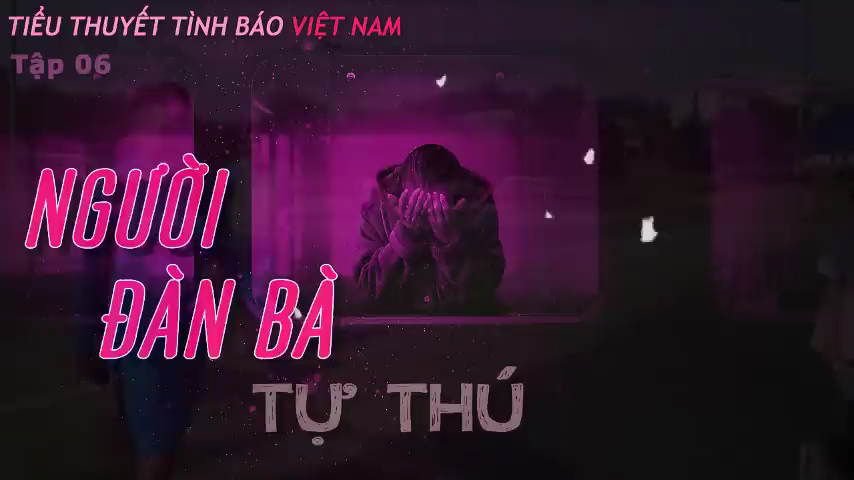 TIỂU THUYẾT TÌNH BÁO VIỆT NAM
Tập 06
NGƯỜI
ĐÀN BÀ
TỰ THÚ